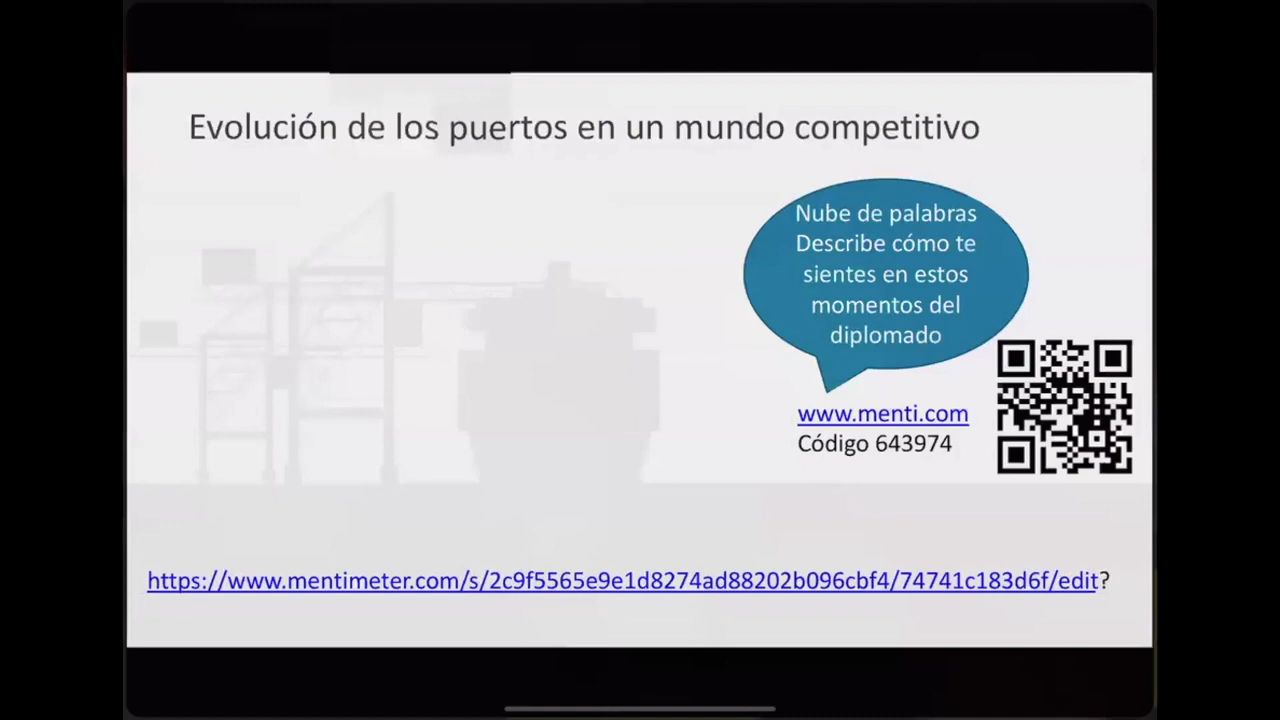 Evolución de los puertos en un mundo competitivo
Nube de palabras
Describe cómo te
sientes en estos
momentos del
diplomado
www.menti.com
Código 643974
https://www.mentimeter.com/s/2c9f5565e9e1d8274ad88202b096cbf4/74741c183d6f/edit?